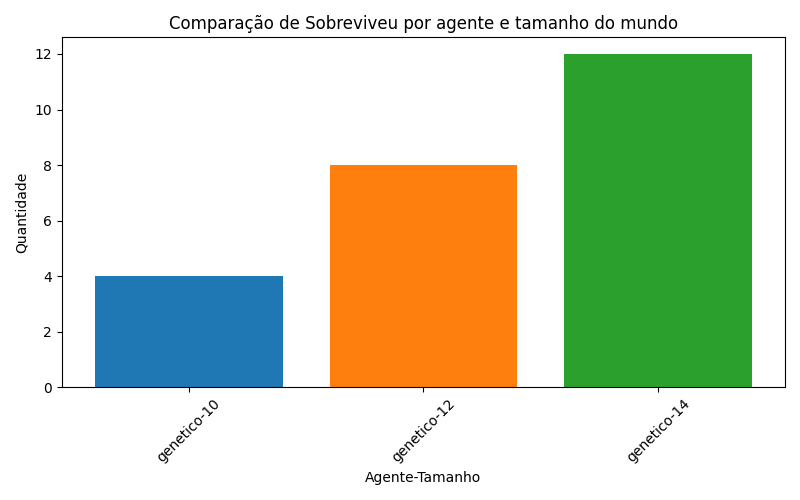 Comparação de Sobreviveu por agente e tamanho do mundo
Quantidade
12
10
8
6
4
2
0
genetico-10
genetico-12
genetico-14
Agente-Tamanho